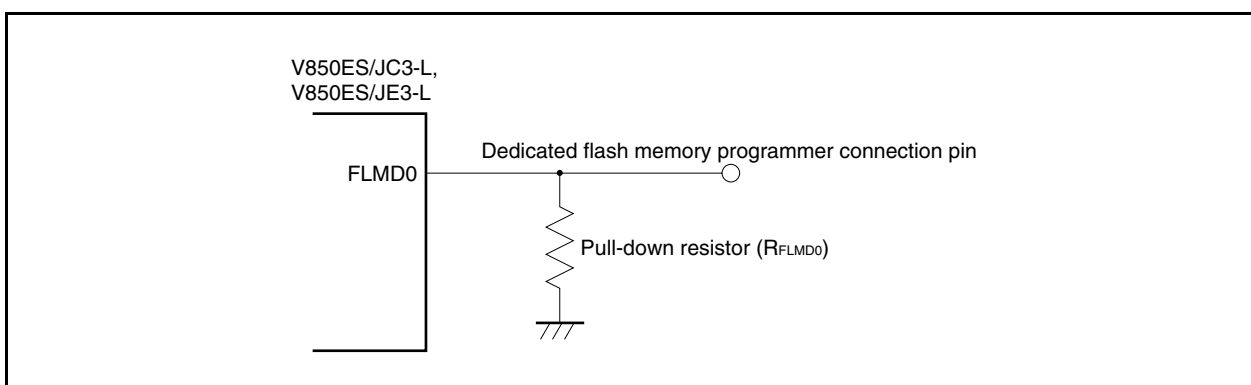 V850ES/JC3-L,
V850ES/JE3-L
Dedicated flash memory programmer connection pin
FLMD0
Pull-down resistor (RFLMD0)